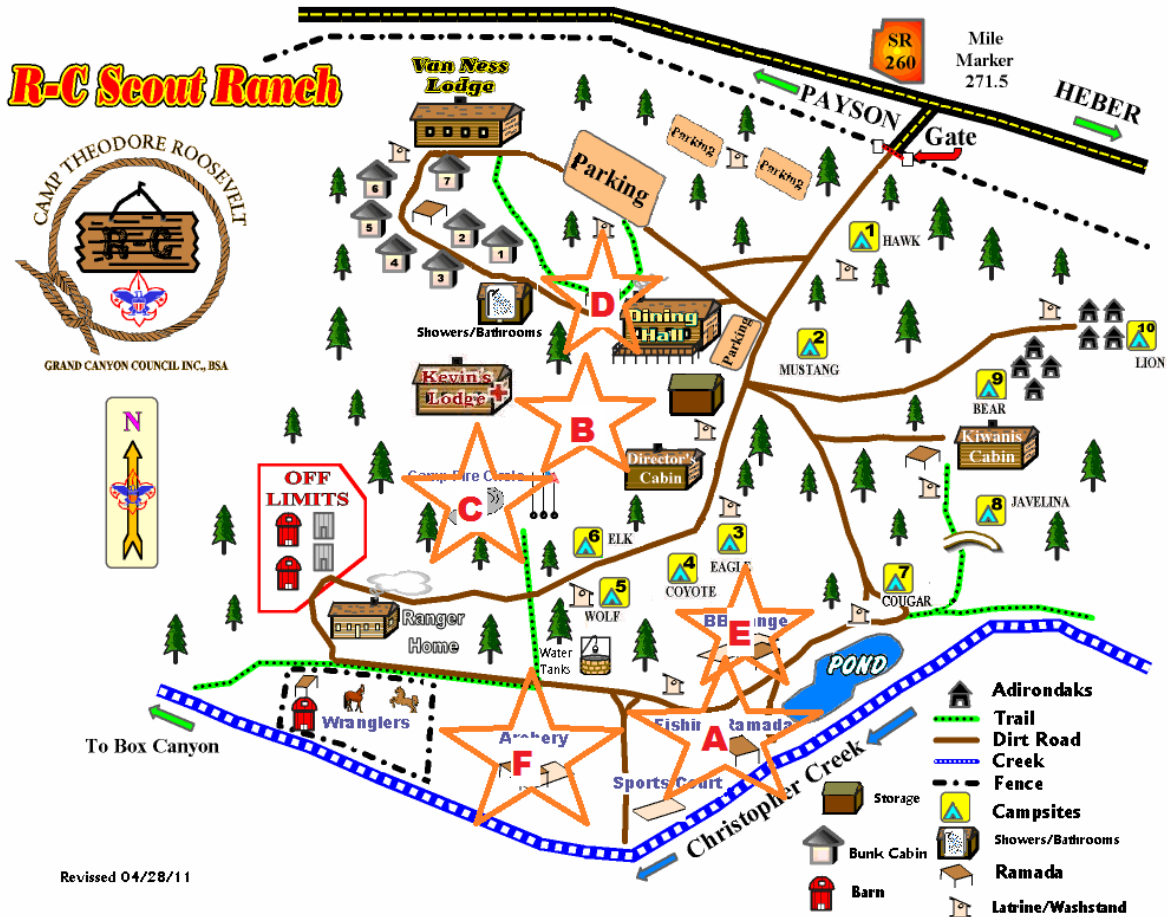 SR
260
Mile
Marker
271.5
R-C Scout Ranch
Van Ness
Lodge
PAYSON
HEBER
Gate
Parking
Parking
Parking
CAMP THEODORE ROOSEVELT
R-C
GRAND CANYON COUNCIL INC., BSA
6
7
5
2
1
4
3
1
HAWK
D
Showers/Bathrooms
Dining
Hall
Parking
2
MUSTANG
10
LION
9
BEAR
Kevin's
Lodge
B
N
Director's
Cabin
Kiwanis
Cabin
OFF
LIMITS
Camp Fire Circle
C
8
JAVELINA
6
ELK
3
EAGLE
4
COYOTE
5
WOLF
7
COUGAR
Ranger
Home
BB Range
E
Water
Tanks
POND
Wranglers
Archery
F
Fishing Ramada
A
To Box Canyon
Sports Court
Christopher Creek
Adirondaks
Trail
Dirt Road
Creek
Fence
Storage
Campsites
Bunk Cabin
Showers/Bathrooms
Barn
Ramada
Latrine/Washstand
Revissed 04/28/11